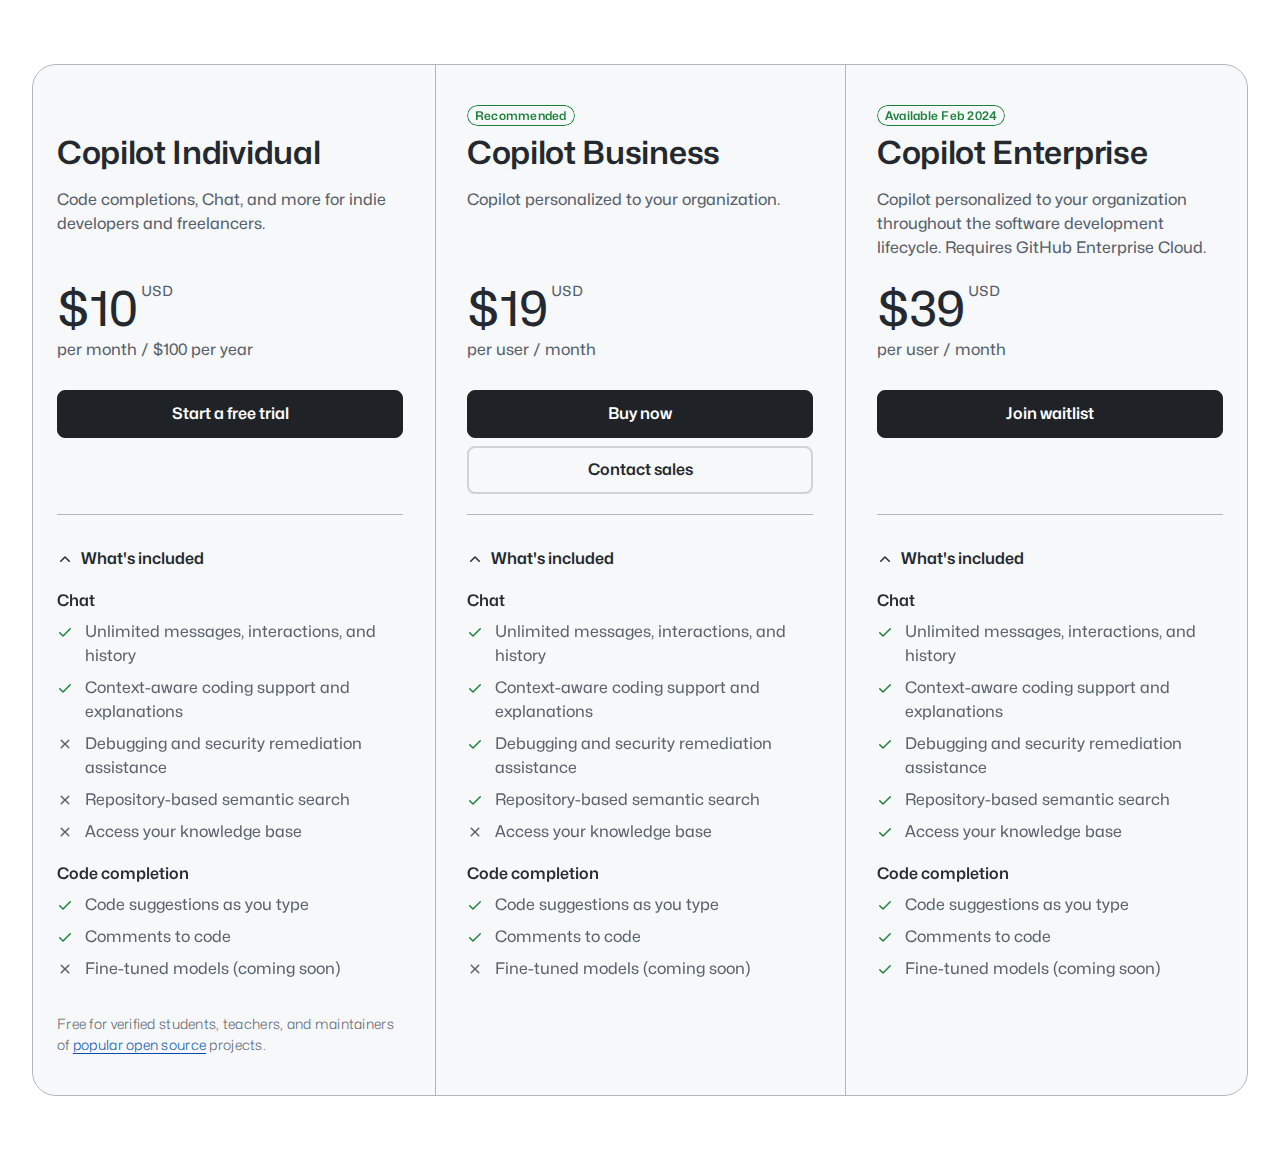 Copilot Individual
Code completions, Chat, and more for indie
developers and freelancers.
$10 USD
per month / $100 per year
Start a free trial
What's included
Chat
Unlimited messages, interactions, and
history
Context-aware coding support and
explanations
Debugging and security remediation
assistance
Repository-based semantic search
Access your knowledge base
Code completion
Code suggestions as you type
Comments to code
Fine-tuned models (coming soon)
Free for verified students, teachers, and maintainers
of popular open source projects.
Recommended
Copilot Business
Copilot personalized to your organization.
$19 USD
per user / month
Buy now
Contact sales
What's included
Chat
Unlimited messages, interactions, and
history
Context-aware coding support and
explanations
Debugging and security remediation
assistance
Repository-based semantic search
Access your knowledge base
Code completion
Code suggestions as you type
Comments to code
Fine-tuned models (coming soon)
Available Feb 2024
Copilot Enterprise
Copilot personalized to your organization
throughout the software development
lifecycle. Requires GitHub Enterprise Cloud.
$39 USD
per user / month
Join waitlist
What's included
Chat
Unlimited messages, interactions, and
history
Context-aware coding support and
explanations
Debugging and security remediation
assistance
Repository-based semantic search
Access your knowledge base
Code completion
Code suggestions as you type
Comments to code
Fine-tuned models (coming soon)